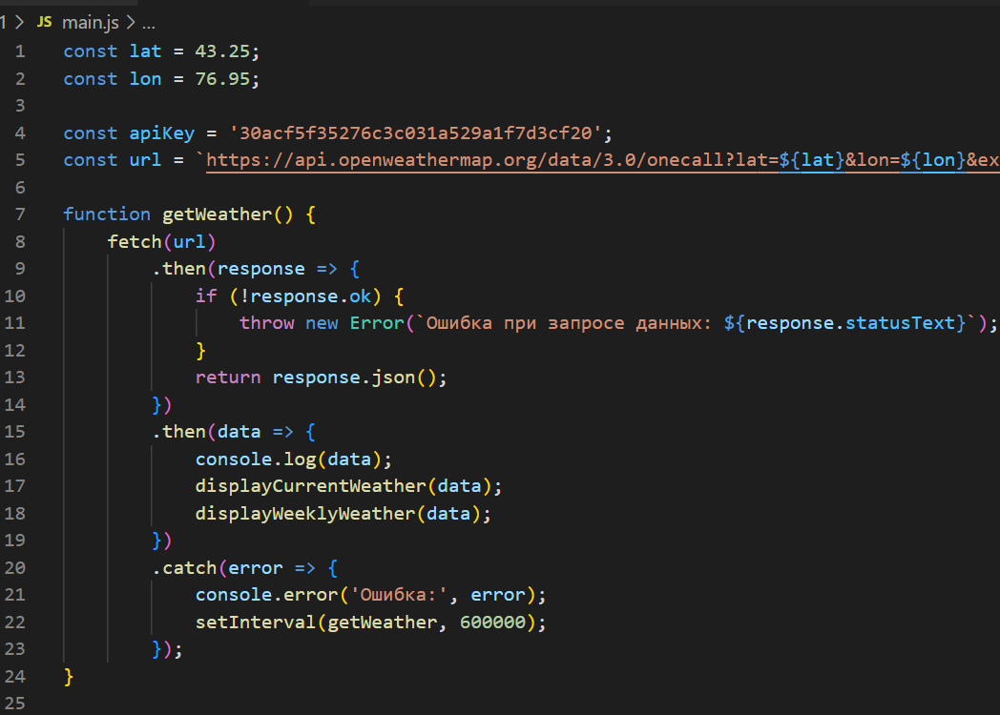 1 > JS main.js > ...
1 const lat = 43.25;
2 const lon = 76.95;
3
4 const apiKey = '30acf5f35276c3c031a529a1f7d3cf20';
5 const url = `https://api.openweathermap.org/data/3.0/onecall?lat=${lat}&lon=${lon}&ex
6
7 function getWeather() {
8 fetch(url)
9 .then(response => {
10 if (!response.ok) {
11 throw new Error(`Ошибка при запросе данных: ${response.statusText}`);
12 }
13 return response.json();
14 })
15 .then(data => {
16 console.log(data);
17 displayCurrentWeather(data);
18 displayWeeklyWeather(data);
19 })
20 .catch(error => {
21 console.error('Ошибка:', error);
22 setInterval(getWeather, 600000);
23 });
24 }
25